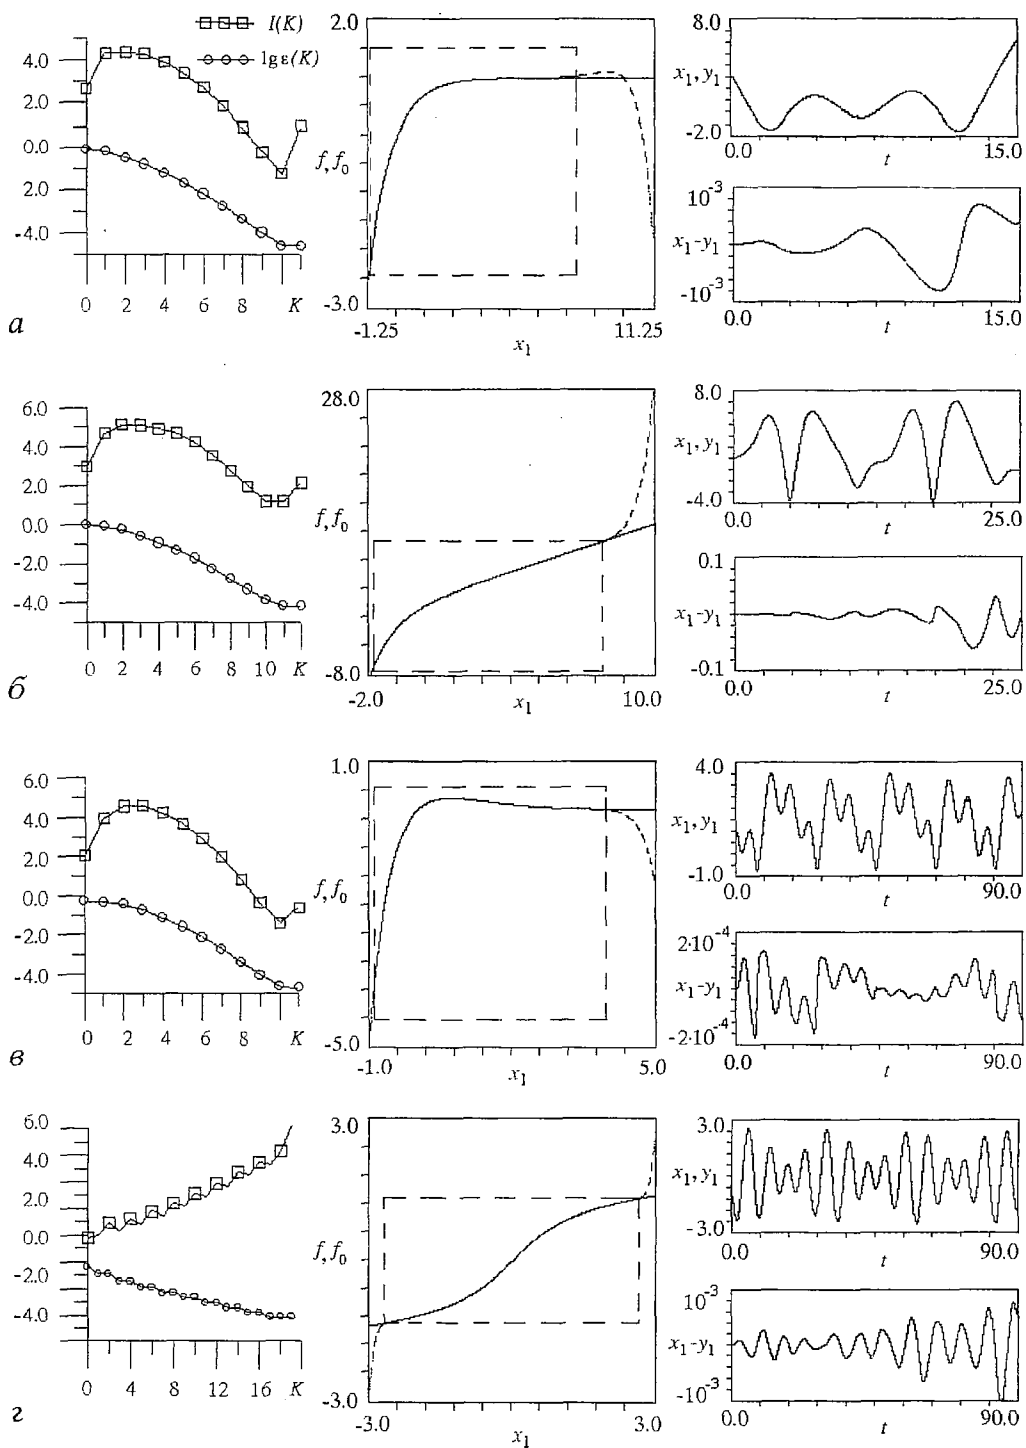 I(K)
lg ε(K)
4.0
2.0
0.0
-2.0
-4.0
0 2 4 6 8 K
2.0
f, f₀
-3.0
-1.25 11.25
x₁
8.0
x₁, y₁
-2.0
0.0 t 15.0
10⁻³
x₁-y₁
-10⁻³
0.0 t 15.0
а
6.0
4.0
2.0
0.0
-2.0
-4.0
0 2 4 6 8 10 K
28.0
f, f₀
-8.0
-2.0 x₁ 10.0
8.0
x₁, y₁
-4.0
0.0 t 25.0
0.1
x₁-y₁
-0.1
0.0 t 25.0
б
6.0
4.0
2.0
0.0
-2.0
-4.0
0 2 4 6 8 K
1.0
f, f₀
-5.0
-1.0 x₁ 5.0
4.0
x₁, y₁
-1.0
0.0 t 90.0
2·10⁻⁴
x₁-y₁
-2·10⁻⁴
0.0 t 90.0
в
6.0
4.0
2.0
0.0
-2.0
-4.0
0 4 8 12 16 K
3.0
f, f₀
-3.0
-3.0 x₁ 3.0
3.0
x₁, y₁
-3.0
0.0 t 90.0
10⁻³
x₁-y₁
-10⁻³
0.0 t 90.0
г